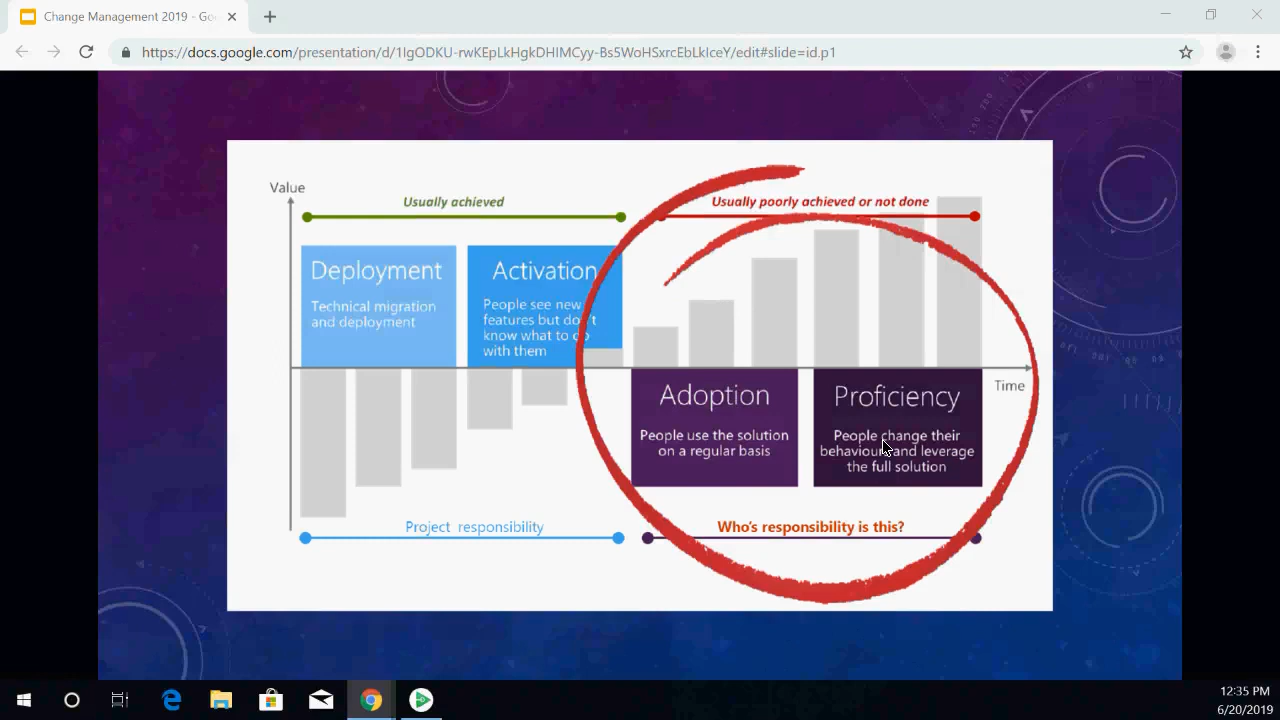 Change Management 2019 - Go
https://docs.google.com/presentation/d/1IgODKU-rwKEpLkHgkDHIMCyy-Bs5WoHSxrcEbLkIceY/edit#slide=id.p1
Value
Usually achieved
Usually poorly achieved or not done
Deployment
Technical migration
and deployment
Activation
People see new
features but don't
know what to do
with them
Time
Adoption
People use the solution
on a regular basis
Proficiency
People change their
behaviour and leverage
the full solution
Project responsibility
Who's responsibility is this?
12:35 PM
6/20/2019